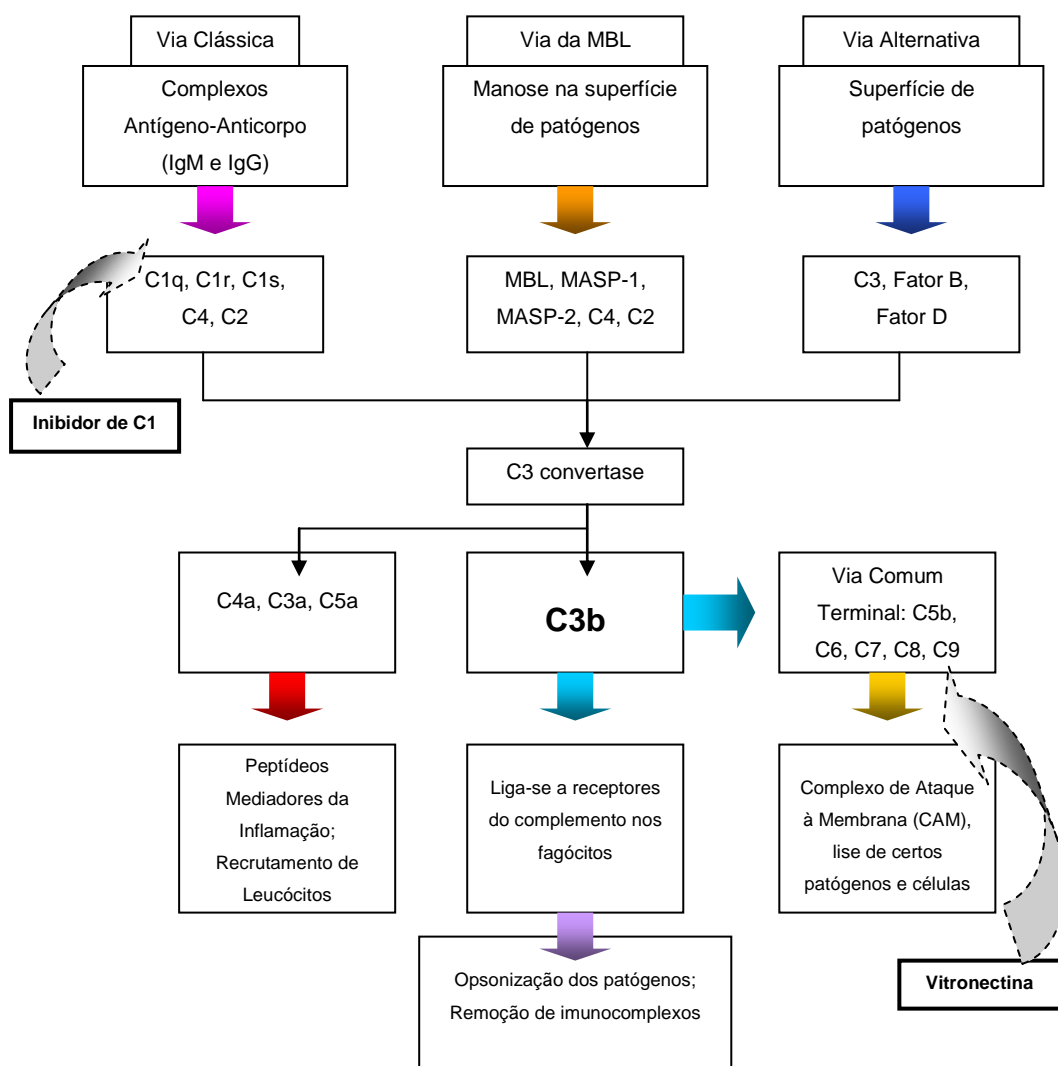 Via Clássica
Via da MBL
Via Alternativa
Complexos
Antígeno-Anticorpo
(IgM e IgG)
Manose na superfície
de patógenos
Superfície de
patógenos
C1q, C1r, C1s,
C4, C2
MBL, MASP-1,
MASP-2, C4, C2
C3, Fator B,
Fator D
Inibidor de C1
C3 convertase
C4a, C3a, C5a
C3b
Via Comum
Terminal: C5b,
C6, C7, C8, C9
Peptídeos
Mediadores da
Inflamação;
Recrutamento de
Leucócitos
Liga-se a receptores
do complemento nos
fagócitos
Complexo de Ataque
à Membrana (CAM),
lise de certos
patógenos e células
Opsonização dos patógenos;
Remoção de imunocomplexos
Vitronectina